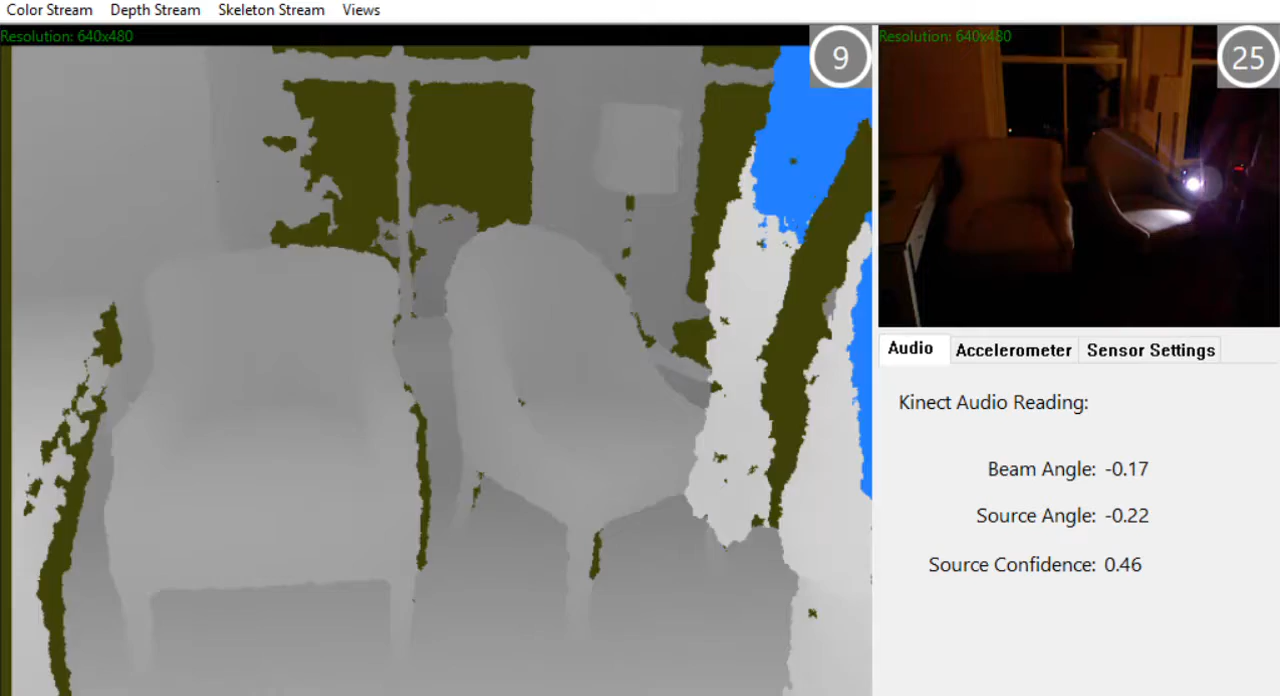 Color Stream Depth Stream Skeleton Stream Views
Resolution: 640x480
9
Resolution: 640x480
25
Audio Accelerometer Sensor Settings
Kinect Audio Reading:
Beam Angle: -0.17
Source Angle: -0.22
Source Confidence: 0.46